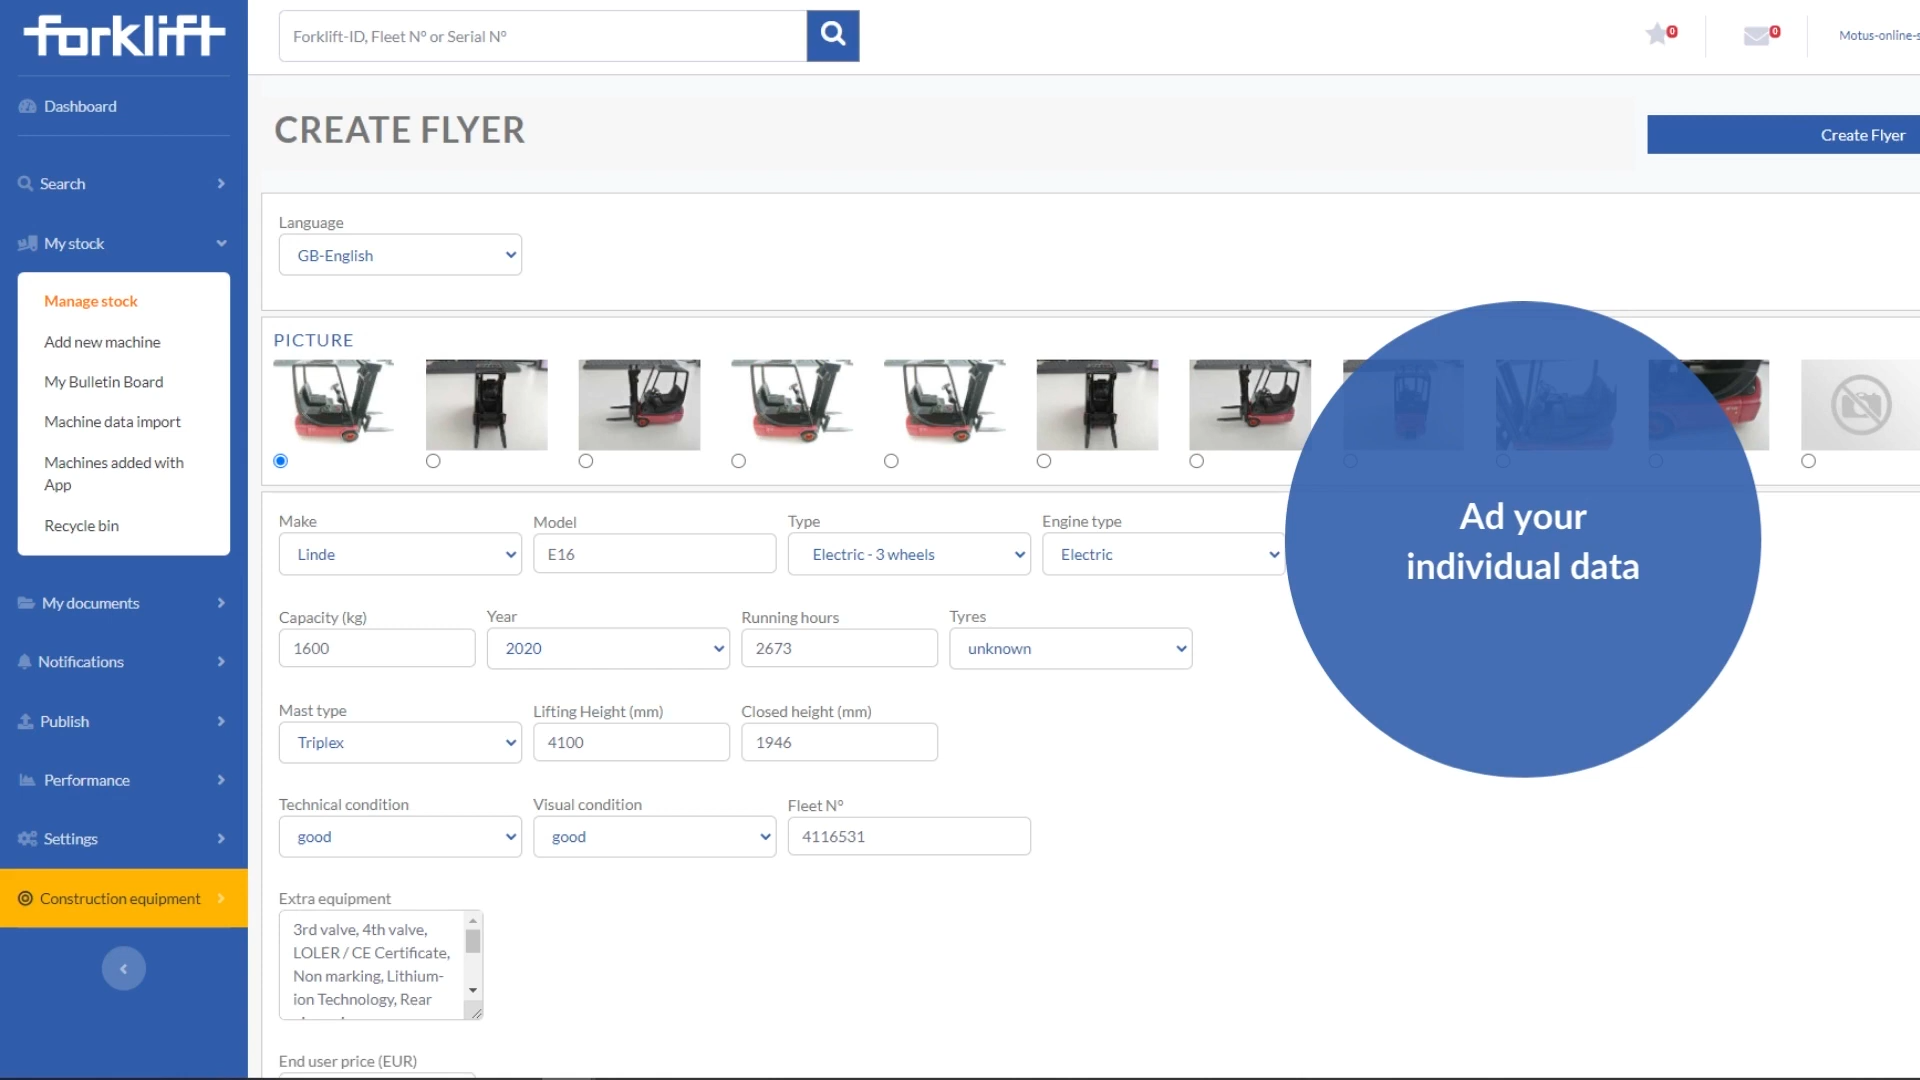 forklift
Forklift-ID, Fleet Nº or Serial Nº
0
0
Motus-online-s
Dashboard
Search
My stock
Manage stock
Add new machine
My Bulletin Board
Machine data import
Machines added with
App
Recycle bin
My documents
Notifications
Publish
Performance
Settings
Construction equipment
CREATE FLYER
Create Flyer
Language
GB-English
PICTURE
Make
Model
Type
Engine type
Linde
E16
Electric - 3 wheels
Electric
Ad your
individual data
Capacity (kg)
Year
Running hours
Tyres
1600
2020
2673
unknown
Mast type
Lifting Height (mm)
Closed height (mm)
Triplex
4100
1946
Technical condition
Visual condition
Fleet Nº
good
good
4116531
Extra equipment
3rd valve, 4th valve,
LOLER / CE Certificate,
Non marking, Lithium-
ion Technology, Rear
End user price (EUR)